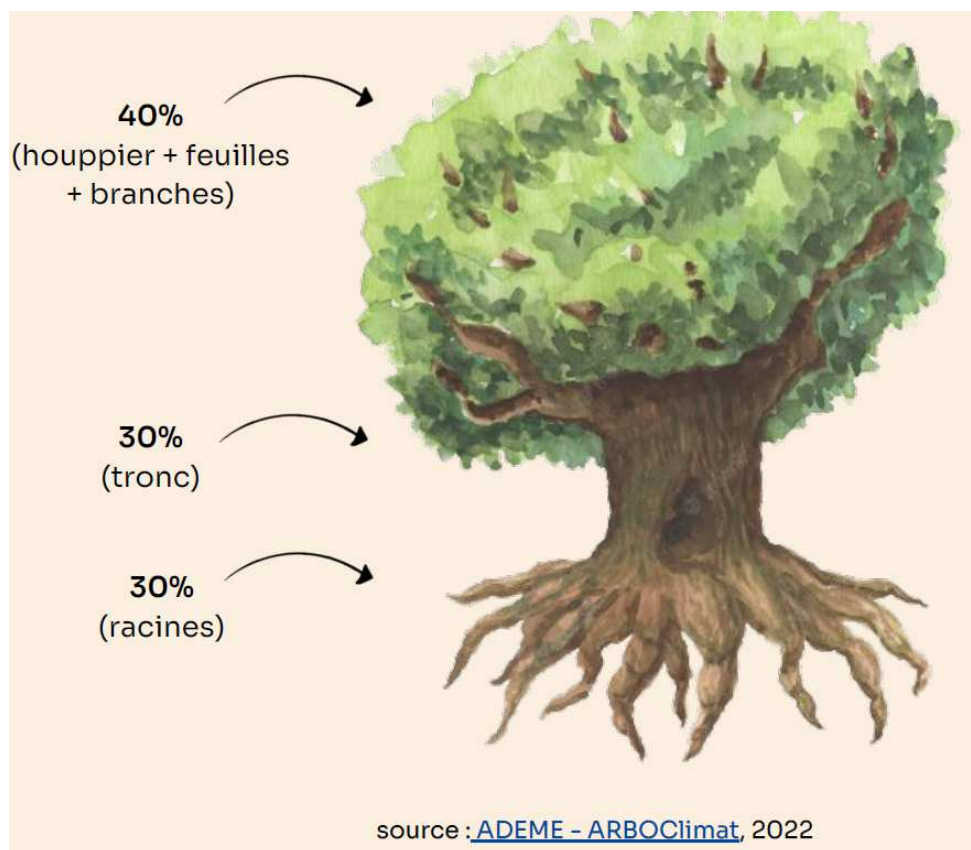 40%
(houppier + feuilles
+ branches)
30%
(tronc)
30%
(racines)
source : ADEME - ARBOClimat, 2022